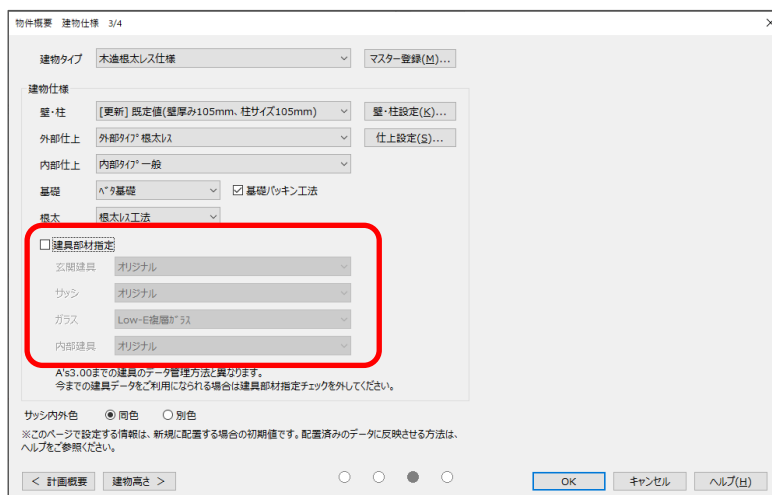 物件概要　建物仕様　3/4
建物タイプ 木造根太レス仕様 マスター登録(M)...
建物仕様
壁・柱 [更新] 既定値(壁厚み105mm、柱サイズ105mm) 壁・柱設定(K)...
外部仕上 外部ﾀｲﾌﾟ根太ﾚｽ 仕上設定(S)...
内部仕上 内部ﾀｲﾌﾟ一般
基礎 ﾍﾞﾀ基礎 基礎パッキン工法
根太 根太ﾚｽ工法
建具部材指定
玄関建具 オリジナル
サッシ オリジナル
ガラス Low-E複層ｶﾞﾗｽ
内部建具 オリジナル
A's3.00までの建具のデータ管理方法と異なります。
今までの建具データをご利用になられる場合は建具部材指定チェックを外してください。
サッシ内外色 同色 別色
※このページで設定する情報は、新規に配置する場合の初期値です。配置済みのデータに反映させる方法は、
ヘルプをご参照ください。
< 計画概要 建物高さ > OK キャンセル ヘルプ(H)